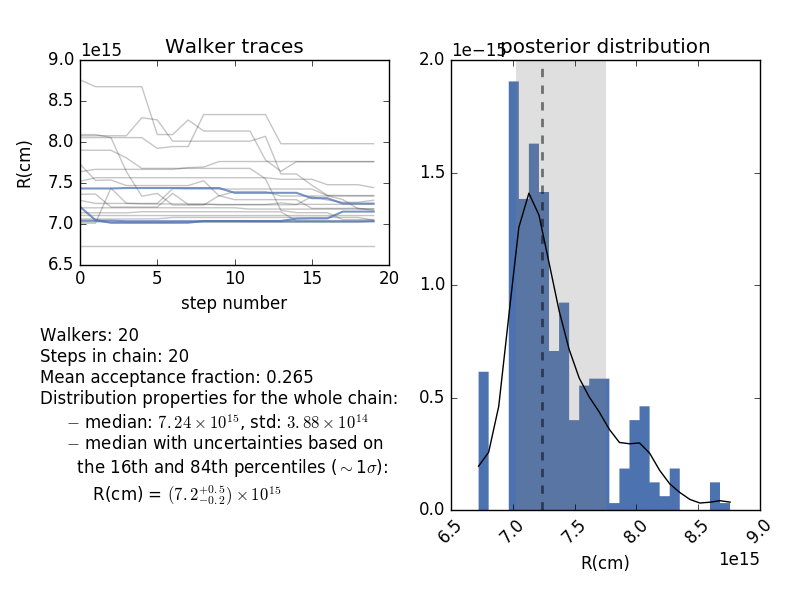 Walker traces
1e15
9.0
8.5
8.0
7.5
7.0
6.5
R(cm)
0 5 10 15 20
step number
Walkers: 20
Steps in chain: 20
Mean acceptance fraction: 0.265
Distribution properties for the whole chain:
− median: 7.24 × 10^15, std: 3.88 × 10^14
− median with uncertainties based on
the 16th and 84th percentiles (∼1σ):
R(cm) = (7.2^{+0.5}_{−0.2}) × 10^15
posterior distribution
1e−15
2.0
1.5
1.0
0.5
0.0
6.5 7.0 7.5 8.0 8.5 9.0
1e15
R(cm)